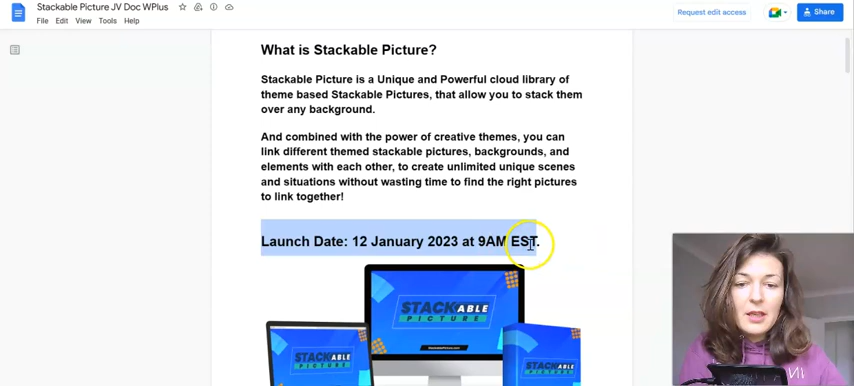 Stackable Picture JV Doc WPlus
Request edit access
Share
File Edit View Tools Help
What is Stackable Picture?
Stackable Picture is a Unique and Powerful cloud library of
theme based Stackable Pictures, that allow you to stack them
over any background.
And combined with the power of creative themes, you can
link different themed stackable pictures, backgrounds, and
elements with each other, to create unlimited unique scenes
and situations without wasting time to find the right pictures
to link together!
Launch Date: 12 January 2023 at 9AM EST.
STACKABLE
PICTURE
StackablePicture.com
STACKABLE
PICTURE
STACKABLE
PICTURE